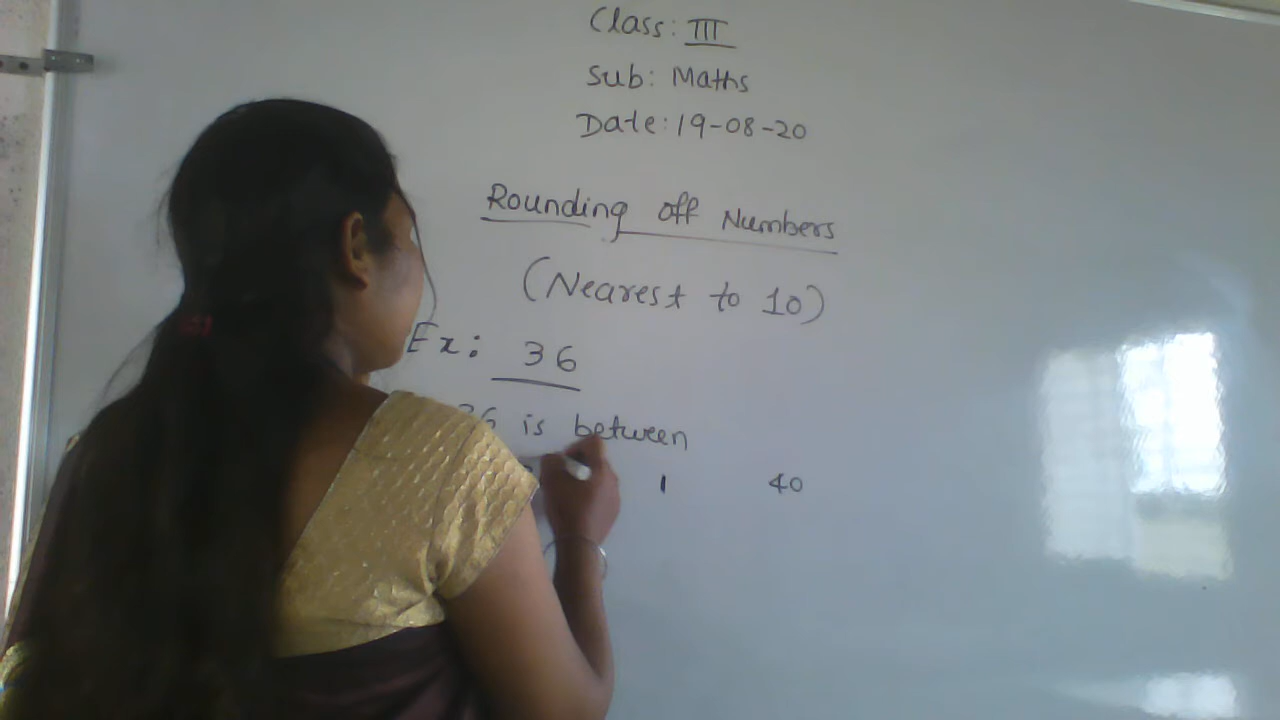 Class: III
Sub: Maths
Date: 19-08-20
Rounding off Numbers
(Nearest to 10)
Ex: 36
36 is between
1 40